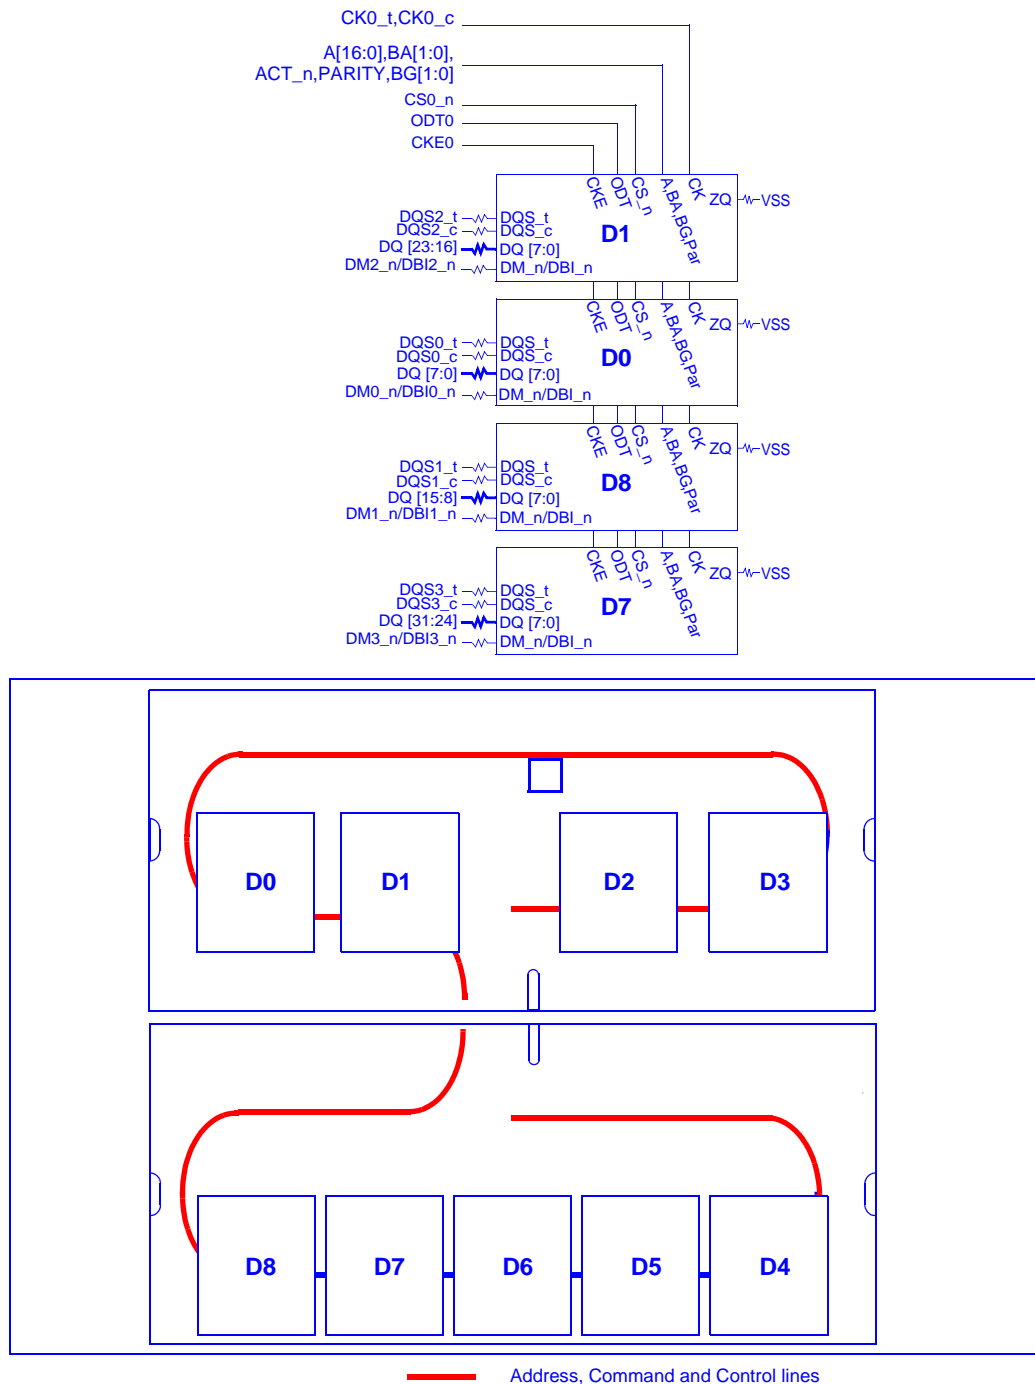 CK0_t,CK0_c
A[16:0],BA[1:0],
ACT_n,PARITY,BG[1:0]
CS0_n
ODT0
CKE0
CKE
ODT
CS_n
A,BA,BG,Par
CK
ZQ
VSS
D1
DQS2_t
DQS_t
DQS2_c
DQS_c
DQ [23:16]
DQ [7:0]
DM2_n/DBI2_n
DM_n/DBI_n
CKE
ODT
CS_n
A,BA,BG,Par
CK
ZQ
VSS
D0
DQS0_t
DQS_t
DQS0_c
DQS_c
DQ [7:0]
DQ [7:0]
DM0_n/DBI0_n
DM_n/DBI_n
CKE
ODT
CS_n
A,BA,BG,Par
CK
ZQ
VSS
D8
DQS1_t
DQS_t
DQS1_c
DQS_c
DQ [15:8]
DQ [7:0]
DM1_n/DBI1_n
DM_n/DBI_n
CKE
ODT
CS_n
A,BA,BG,Par
CK
ZQ
VSS
D7
DQS3_t
DQS_t
DQS3_c
DQS_c
DQ [31:24]
DQ [7:0]
DM3_n/DBI3_n
DM_n/DBI_n
D0
D1
D2
D3
D8
D7
D6
D5
D4
Address, Command and Control lines